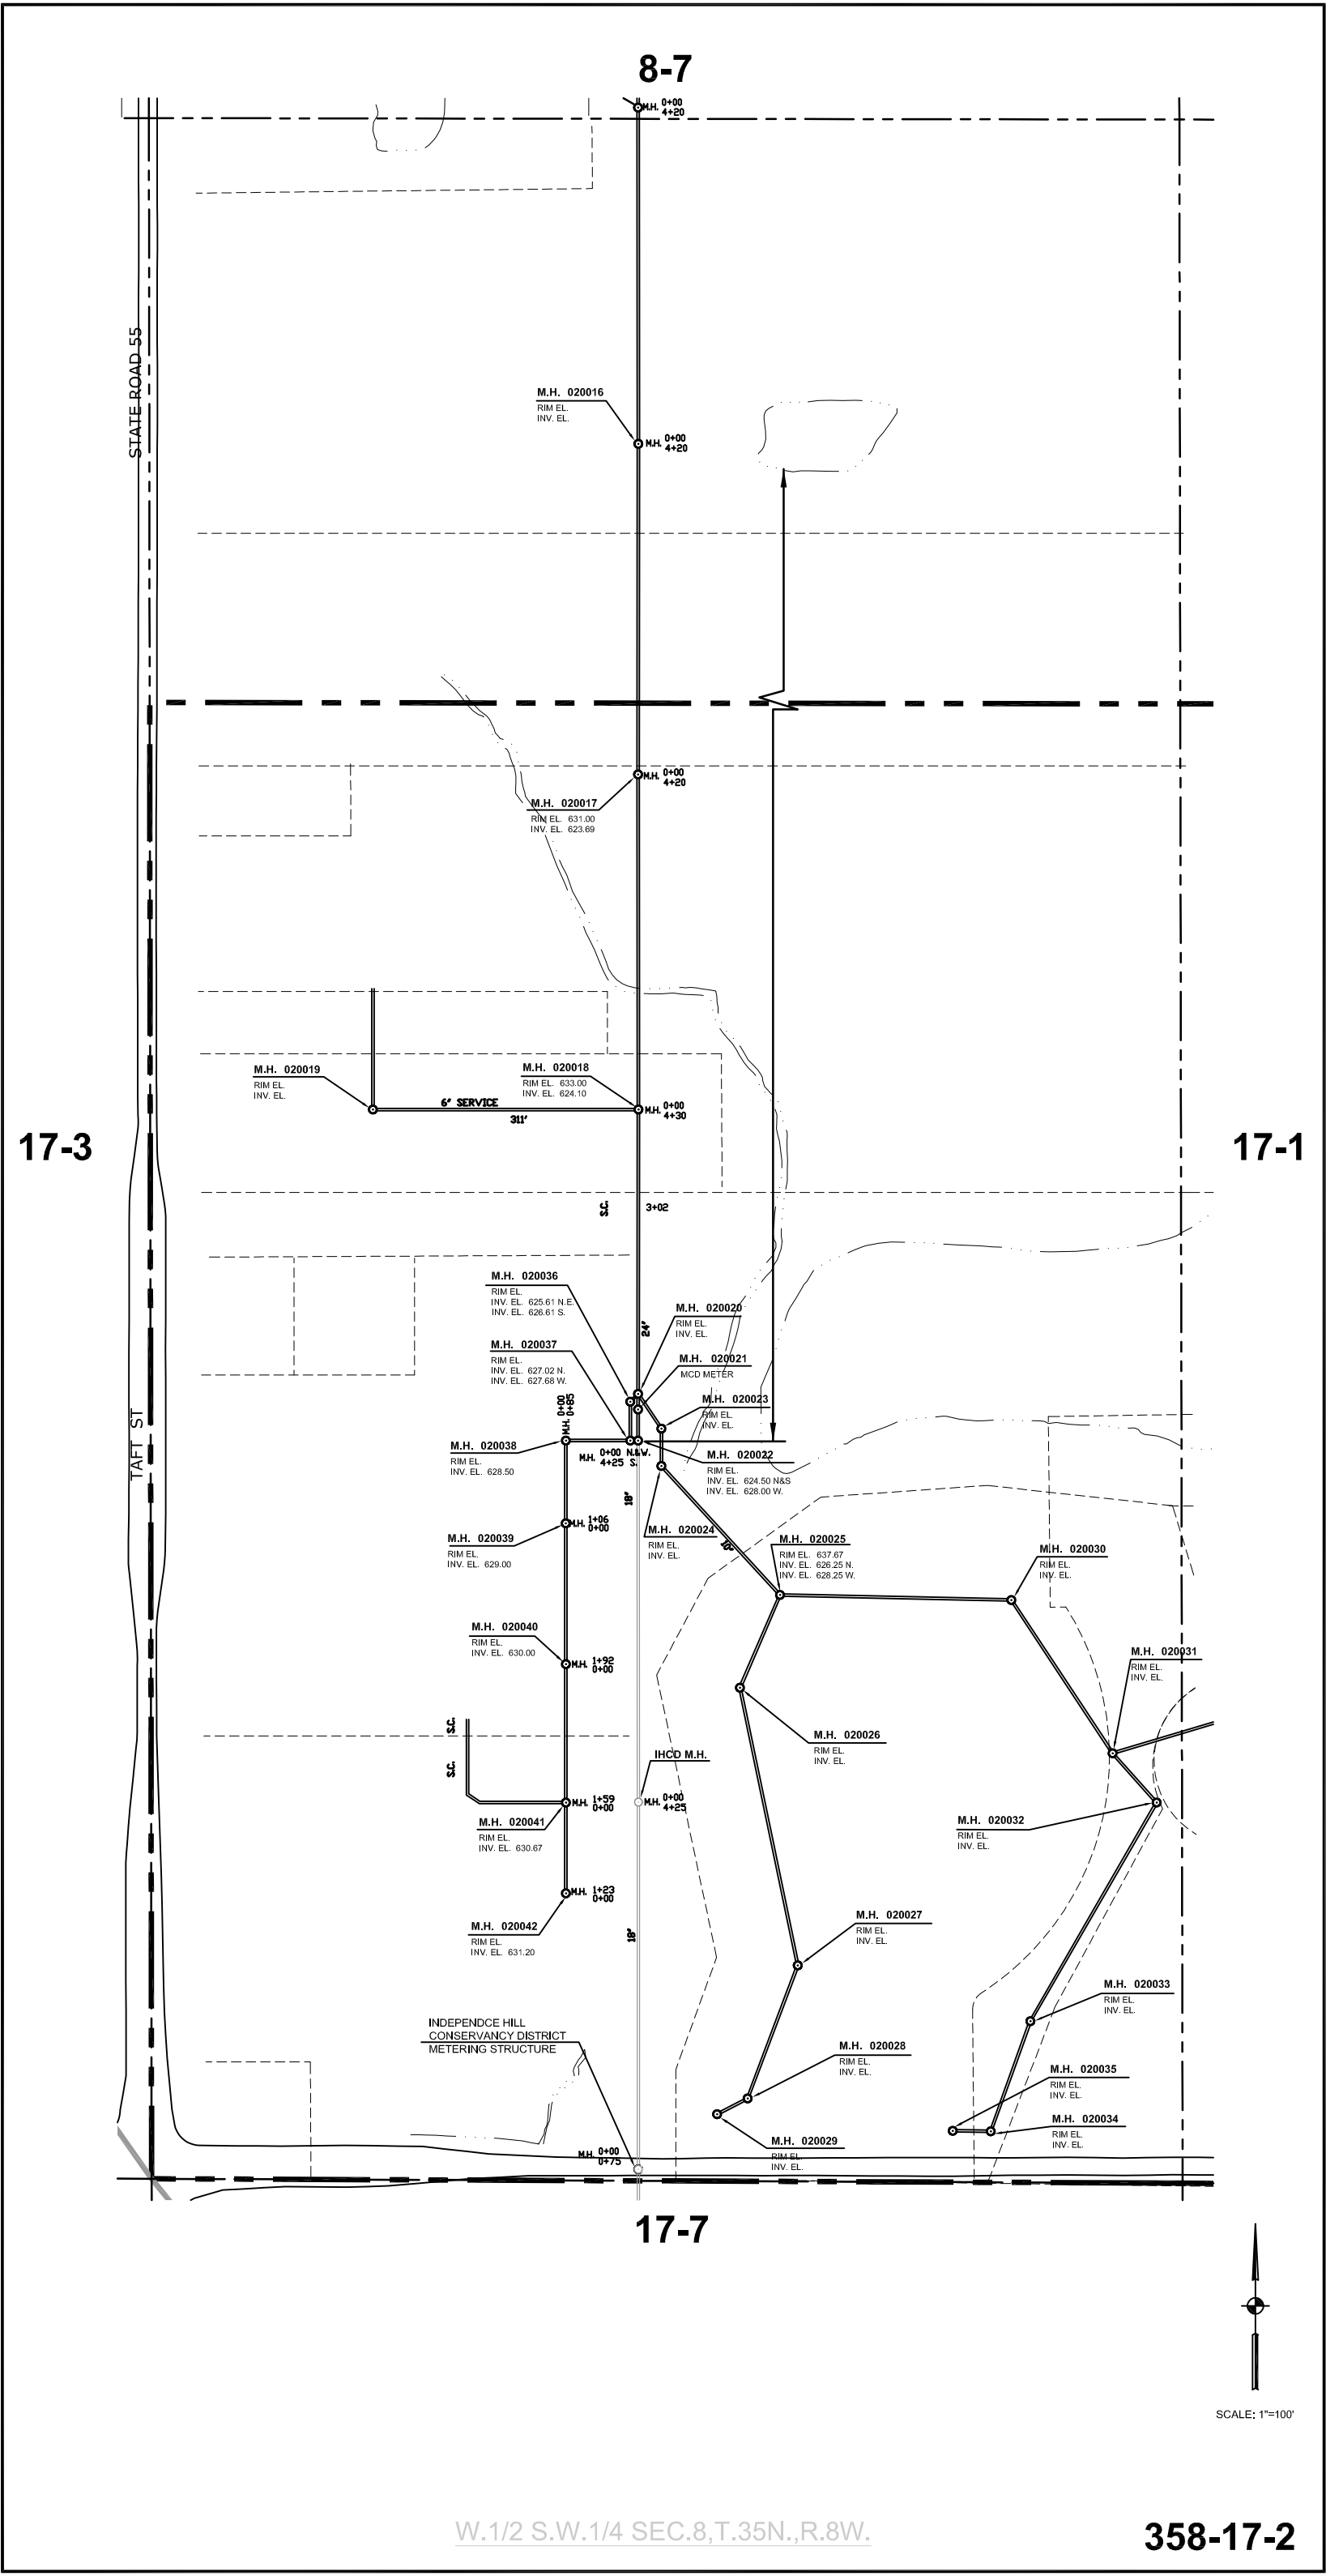 8-7
M.H. 0+00
4+20
STATE ROAD 55
M.H. 020016
RIM EL.
INV. EL.
M.H. 0+00
4+20
M.H. 0+00
4+20
M.H. 020017
RIM EL. 631.00
INV. EL. 623.69
M.H. 020019
RIM EL.
INV. EL.
M.H. 020018
RIM EL. 633.00
INV. EL. 624.10
6" SERVICE
311'
M.H. 0+00
4+30
17-3
17-1
S.C.
3+02
M.H. 020036
RIM EL.
INV. EL. 625.61 N.E.
INV. EL. 626.61 S.
M.H. 020020
RIM EL.
INV. EL.
24"
M.H. 020037
RIM EL.
INV. EL. 627.02 N.
INV. EL. 627.68 W.
M.H. 020021
MCD METER
M.H. 020023
RIM EL.
INV. EL.
M.H. 0+00
0+85
TAFT ST
M.H. 020038
RIM EL.
INV. EL. 628.50
M.H. 0+00 N.&W.
4+25 S.
M.H. 020022
RIM EL.
INV. EL. 624.50 N&S
INV. EL. 628.00 W.
18"
M.H. 1+06
0+00
M.H. 020039
RIM EL.
INV. EL. 629.00
M.H. 020024
RIM EL.
INV. EL.
M.H. 020025
RIM EL. 637.67
INV. EL. 626.25 N.
INV. EL. 628.25 W.
M.H. 020030
RIM EL.
INV. EL.
M.H. 020040
RIM EL.
INV. EL. 630.00
M.H. 1+92
0+00
M.H. 020031
RIM EL.
INV. EL.
S.C.
S.C.
M.H. 020026
RIM EL.
INV. EL.
IHCD M.H.
M.H. 0+00
4+25
M.H. 1+59
0+00
M.H. 020041
RIM EL.
INV. EL. 630.67
M.H. 020032
RIM EL.
INV. EL.
M.H. 1+23
0+00
M.H. 020042
RIM EL.
INV. EL. 631.20
18"
M.H. 020027
RIM EL.
INV. EL.
M.H. 020033
RIM EL.
INV. EL.
INDEPENDCE HILL
CONSERVANCY DISTRICT
METERING STRUCTURE
M.H. 020028
RIM EL.
INV. EL.
M.H. 020035
RIM EL.
INV. EL.
M.H. 020034
RIM EL.
INV. EL.
M.H. 020029
RIM EL.
INV. EL.
M.H. 0+00
0+75
17-7
SCALE: 1"=100'
W.1/2 S.W.1/4 SEC.8,T.35N.,R.8W.
358-17-2